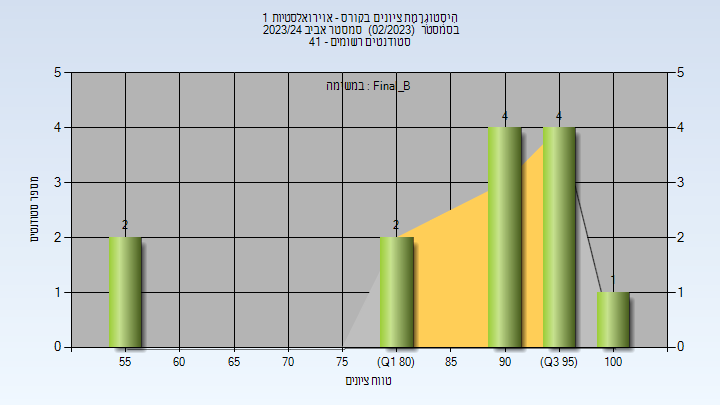 היסטוגרמת ציונים בקורס - אוירואלסטיות 1
בסמסטר (02/2023) סמסטר אביב 2023/24
סטודנטים רשומים - 41
במשימה : Final_B
מספר סטודנטים
5 5
4 4
3 3
2 2
1 1
0 0
2 2 4 4 1
55 60 65 70 75 (Q1 80) 85 90 (Q3 95) 100
טווח ציונים